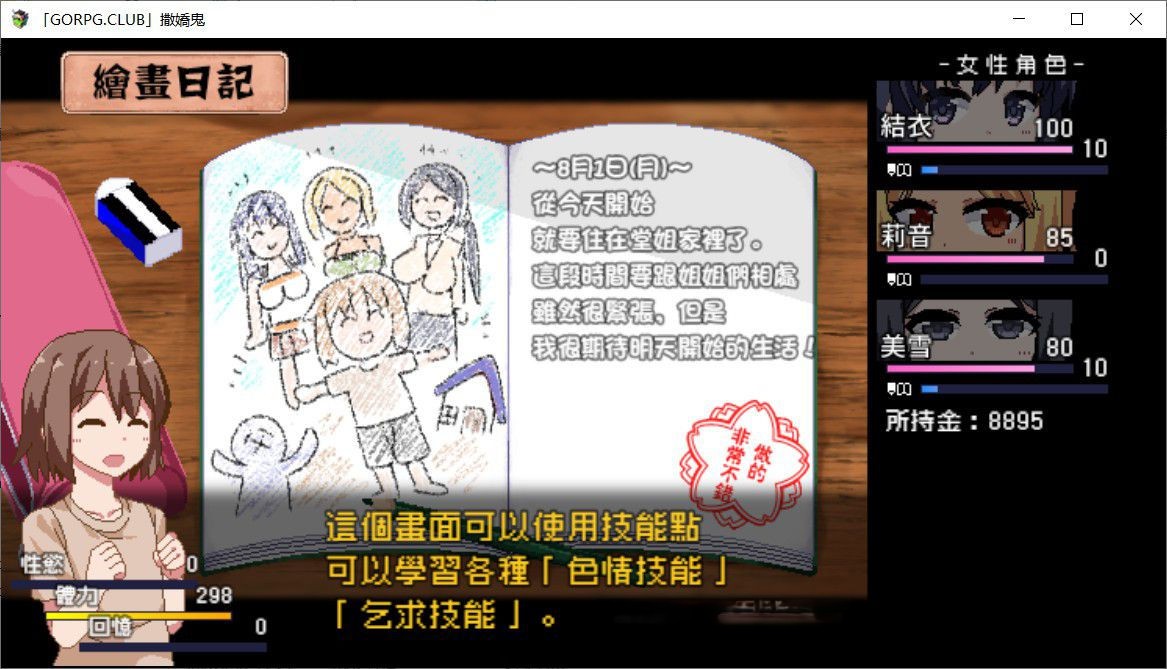 「GORPG.CLUB」撒嬌鬼
繪畫日記
-女性角色-
結衣 100
10
莉音 85
0
美雪 80
10
所持金：8895
～8月1日(月)～
從今天開始
就要住在堂姐家裡了。
這段時間要跟姐姐們相處
雖然很緊張，但是
我很期待明天開始的生活！
做的
非常不錯
這個畫面可以使用技能點
可以學習各種「色情技能」
「乞求技能」。
性慾 0
體力 298
回憶 0